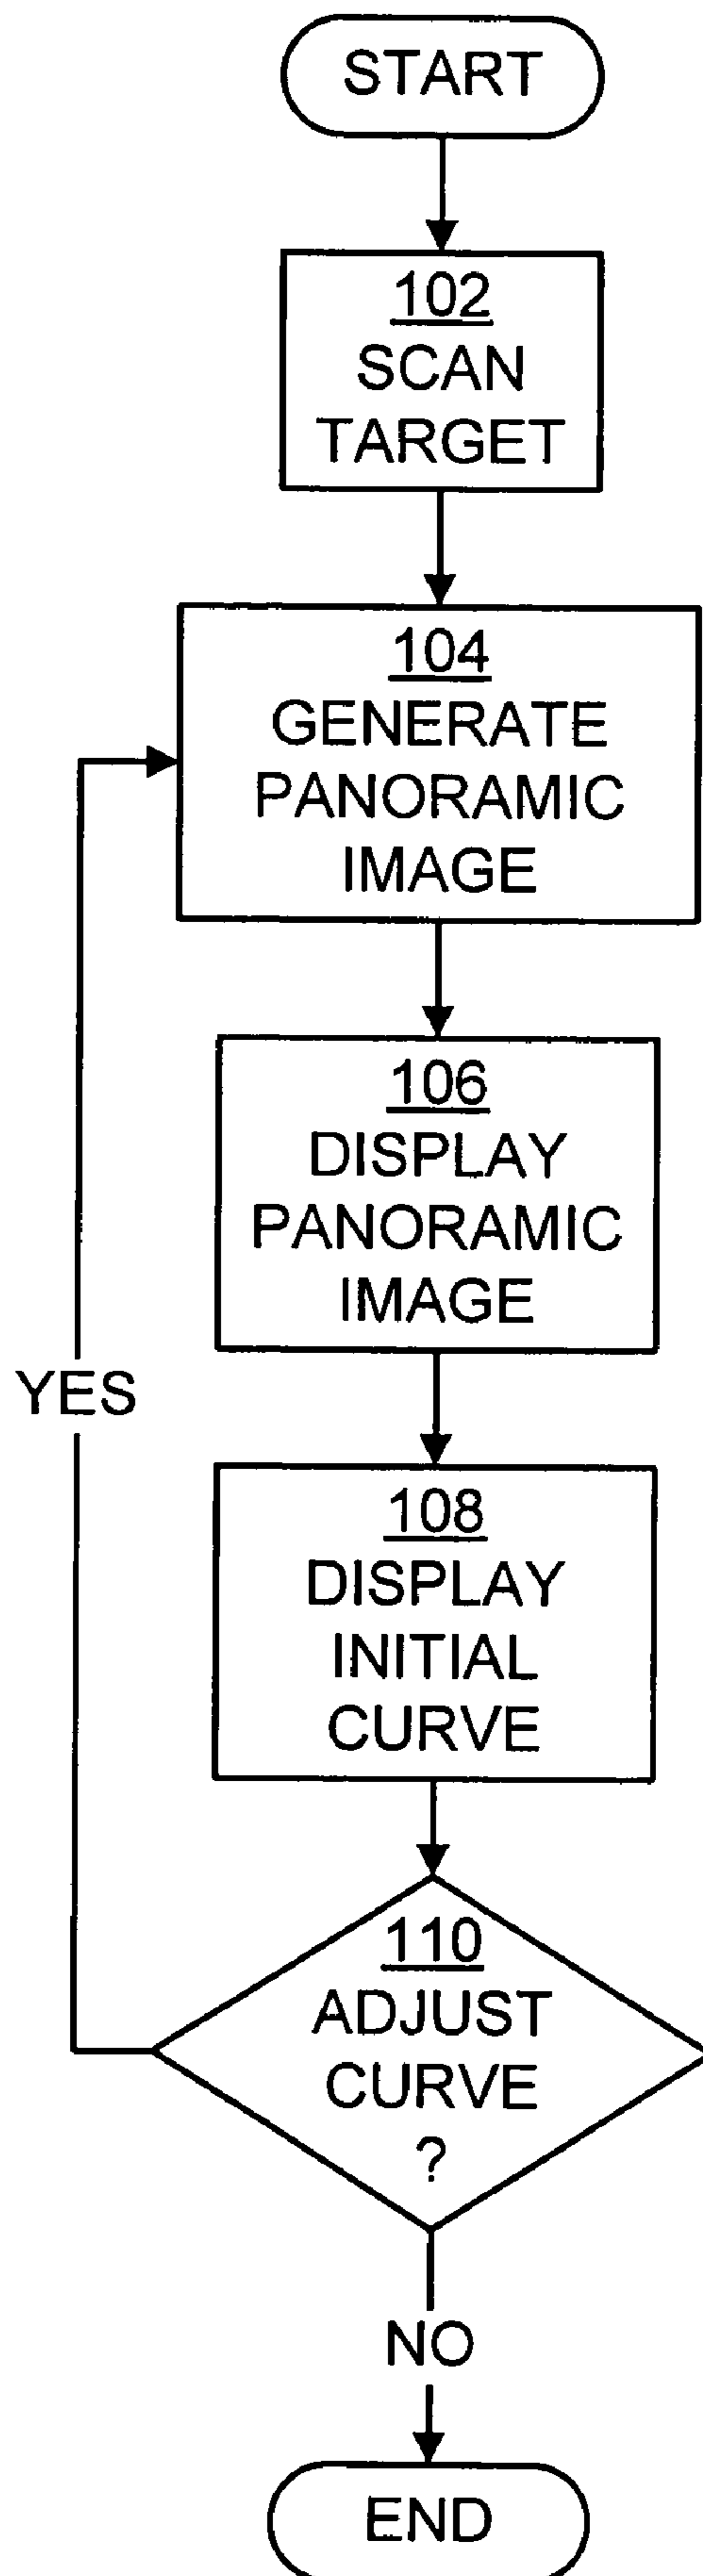 START
102
SCAN
TARGET
104
GENERATE
PANORAMIC
IMAGE
106
DISPLAY
PANORAMIC
IMAGE
YES
108
DISPLAY
INITIAL
CURVE
110
ADJUST
CURVE
?
NO
END